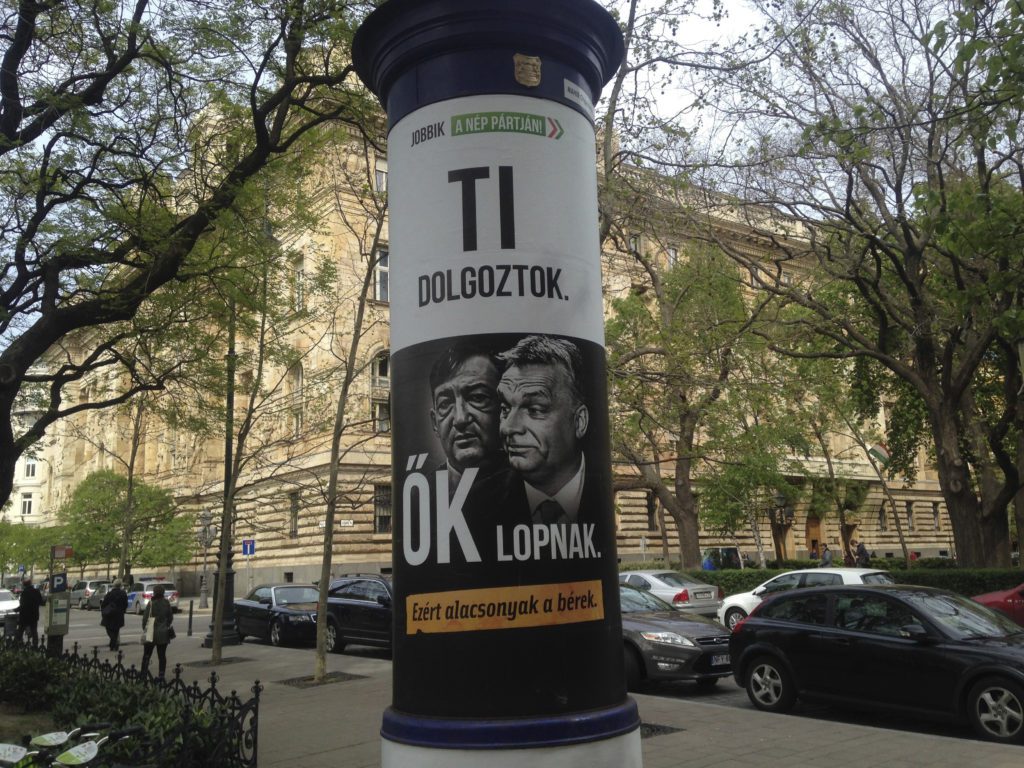 JOBBIK A NÉP PÁRTJÁN!
TI
DOLGOZTOK.
ŐK LOPNAK.
Ezért alacsonyak a bérek.
P